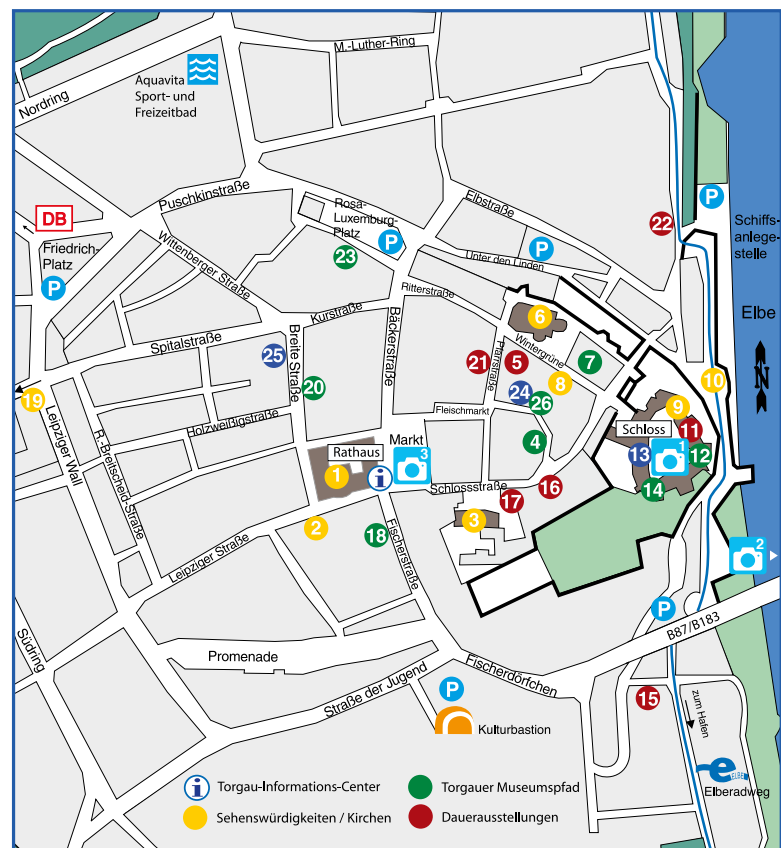 M.-Luther-Ring
Aquavita
Sport- und
Freizeitbad
Nordring
Puschkinstraße
Elbstraße
Rosa-
Luxemburg-
Platz
P
P
P
22
Schiffs-
anlege-
stelle
DB
Friedrich-
Platz
P
Wittenberger Straße
23
Unter den Linden
Ritterstraße
Elbe
N
Kurstraße
Bäckerstraße
6
Spitalstraße
Breite Straße
25
21
5
Pfarrstraße
Wintergrüne
7
8
10
19
20
24
26
9
Leipziger Wall
Holzweißigstraße
Fleischmarkt
11
R.-Breitscheid-Straße
Rathaus
Markt
3
4
Schloss
1
13
12
1
i
Schlossstraße
16
14
17
2
3
18
Fischerstraße
2
Leipziger Straße
P
B87/B183
Südring
Promenade
Fischerdörfchen
Straße der Jugend
P
15
zum Hafen
Kulturbastion
e
ELBE
Elberadweg
i Torgau-Informations-Center
Torgauer Museumspfad
Sehenswürdigkeiten / Kirchen
Dauerausstellungen